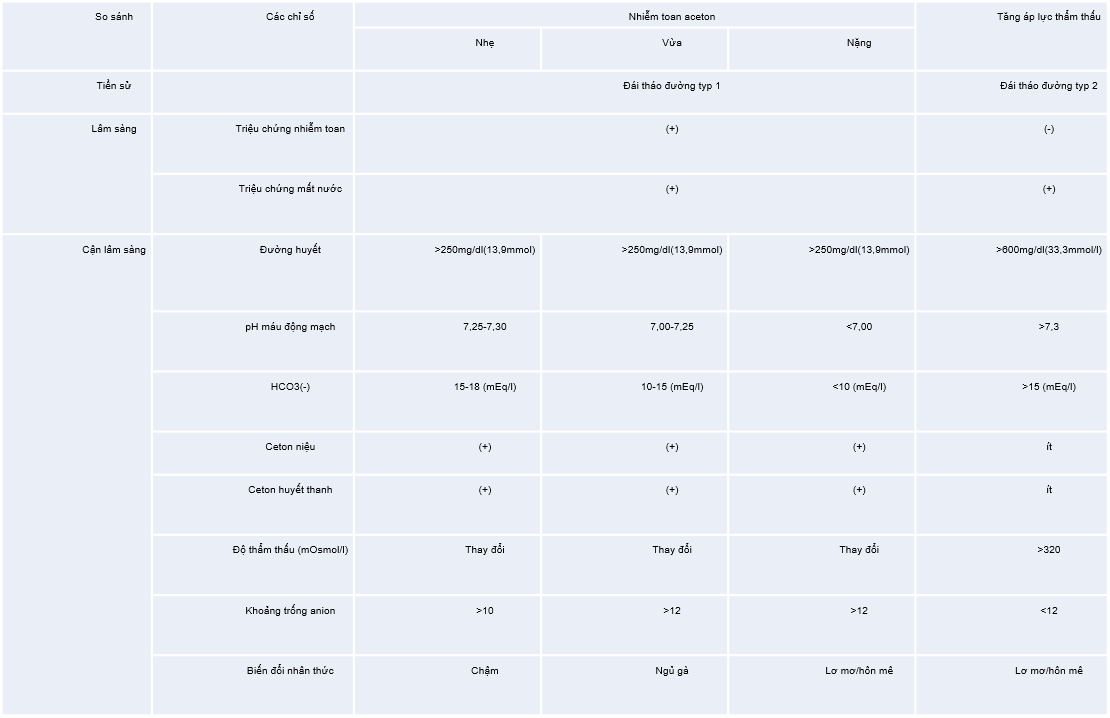 So sánh
Các chỉ số
Nhiễm toan aceton
Tăng áp lực thẩm thấu
Nhẹ
Vừa
Nặng
Tiền sử
Đái tháo đường typ 1
Đái tháo đường typ 2
Lâm sàng
Triệu chứng nhiễm toan
(+)
(-)
Triệu chứng mất nước
(+)
(+)
Cận lâm sàng
Đường huyết
>250mg/dl(13,9mmol)
>250mg/dl(13,9mmol)
>250mg/dl(13,9mmol)
>600mg/dl(33,3mmol/l)
pH máu động mạch
7,25-7,30
7,00-7,25
<7,00
>7,3
HCO3(-)
15-18 (mEq/l)
10-15 (mEq/l)
<10 (mEq/l)
>15 (mEq/l)
Ceton niệu
(+)
(+)
(+)
ít
Ceton huyết thanh
(+)
(+)
(+)
ít
Độ thẩm thấu (mOsmol/l)
Thay đổi
Thay đổi
Thay đổi
>320
Khoảng trống anion
>10
>12
>12
<12
Biến đổi nhân thức
Chậm
Ngủ gà
Lơ mơ/hôn mê
Lơ mơ/hôn mê